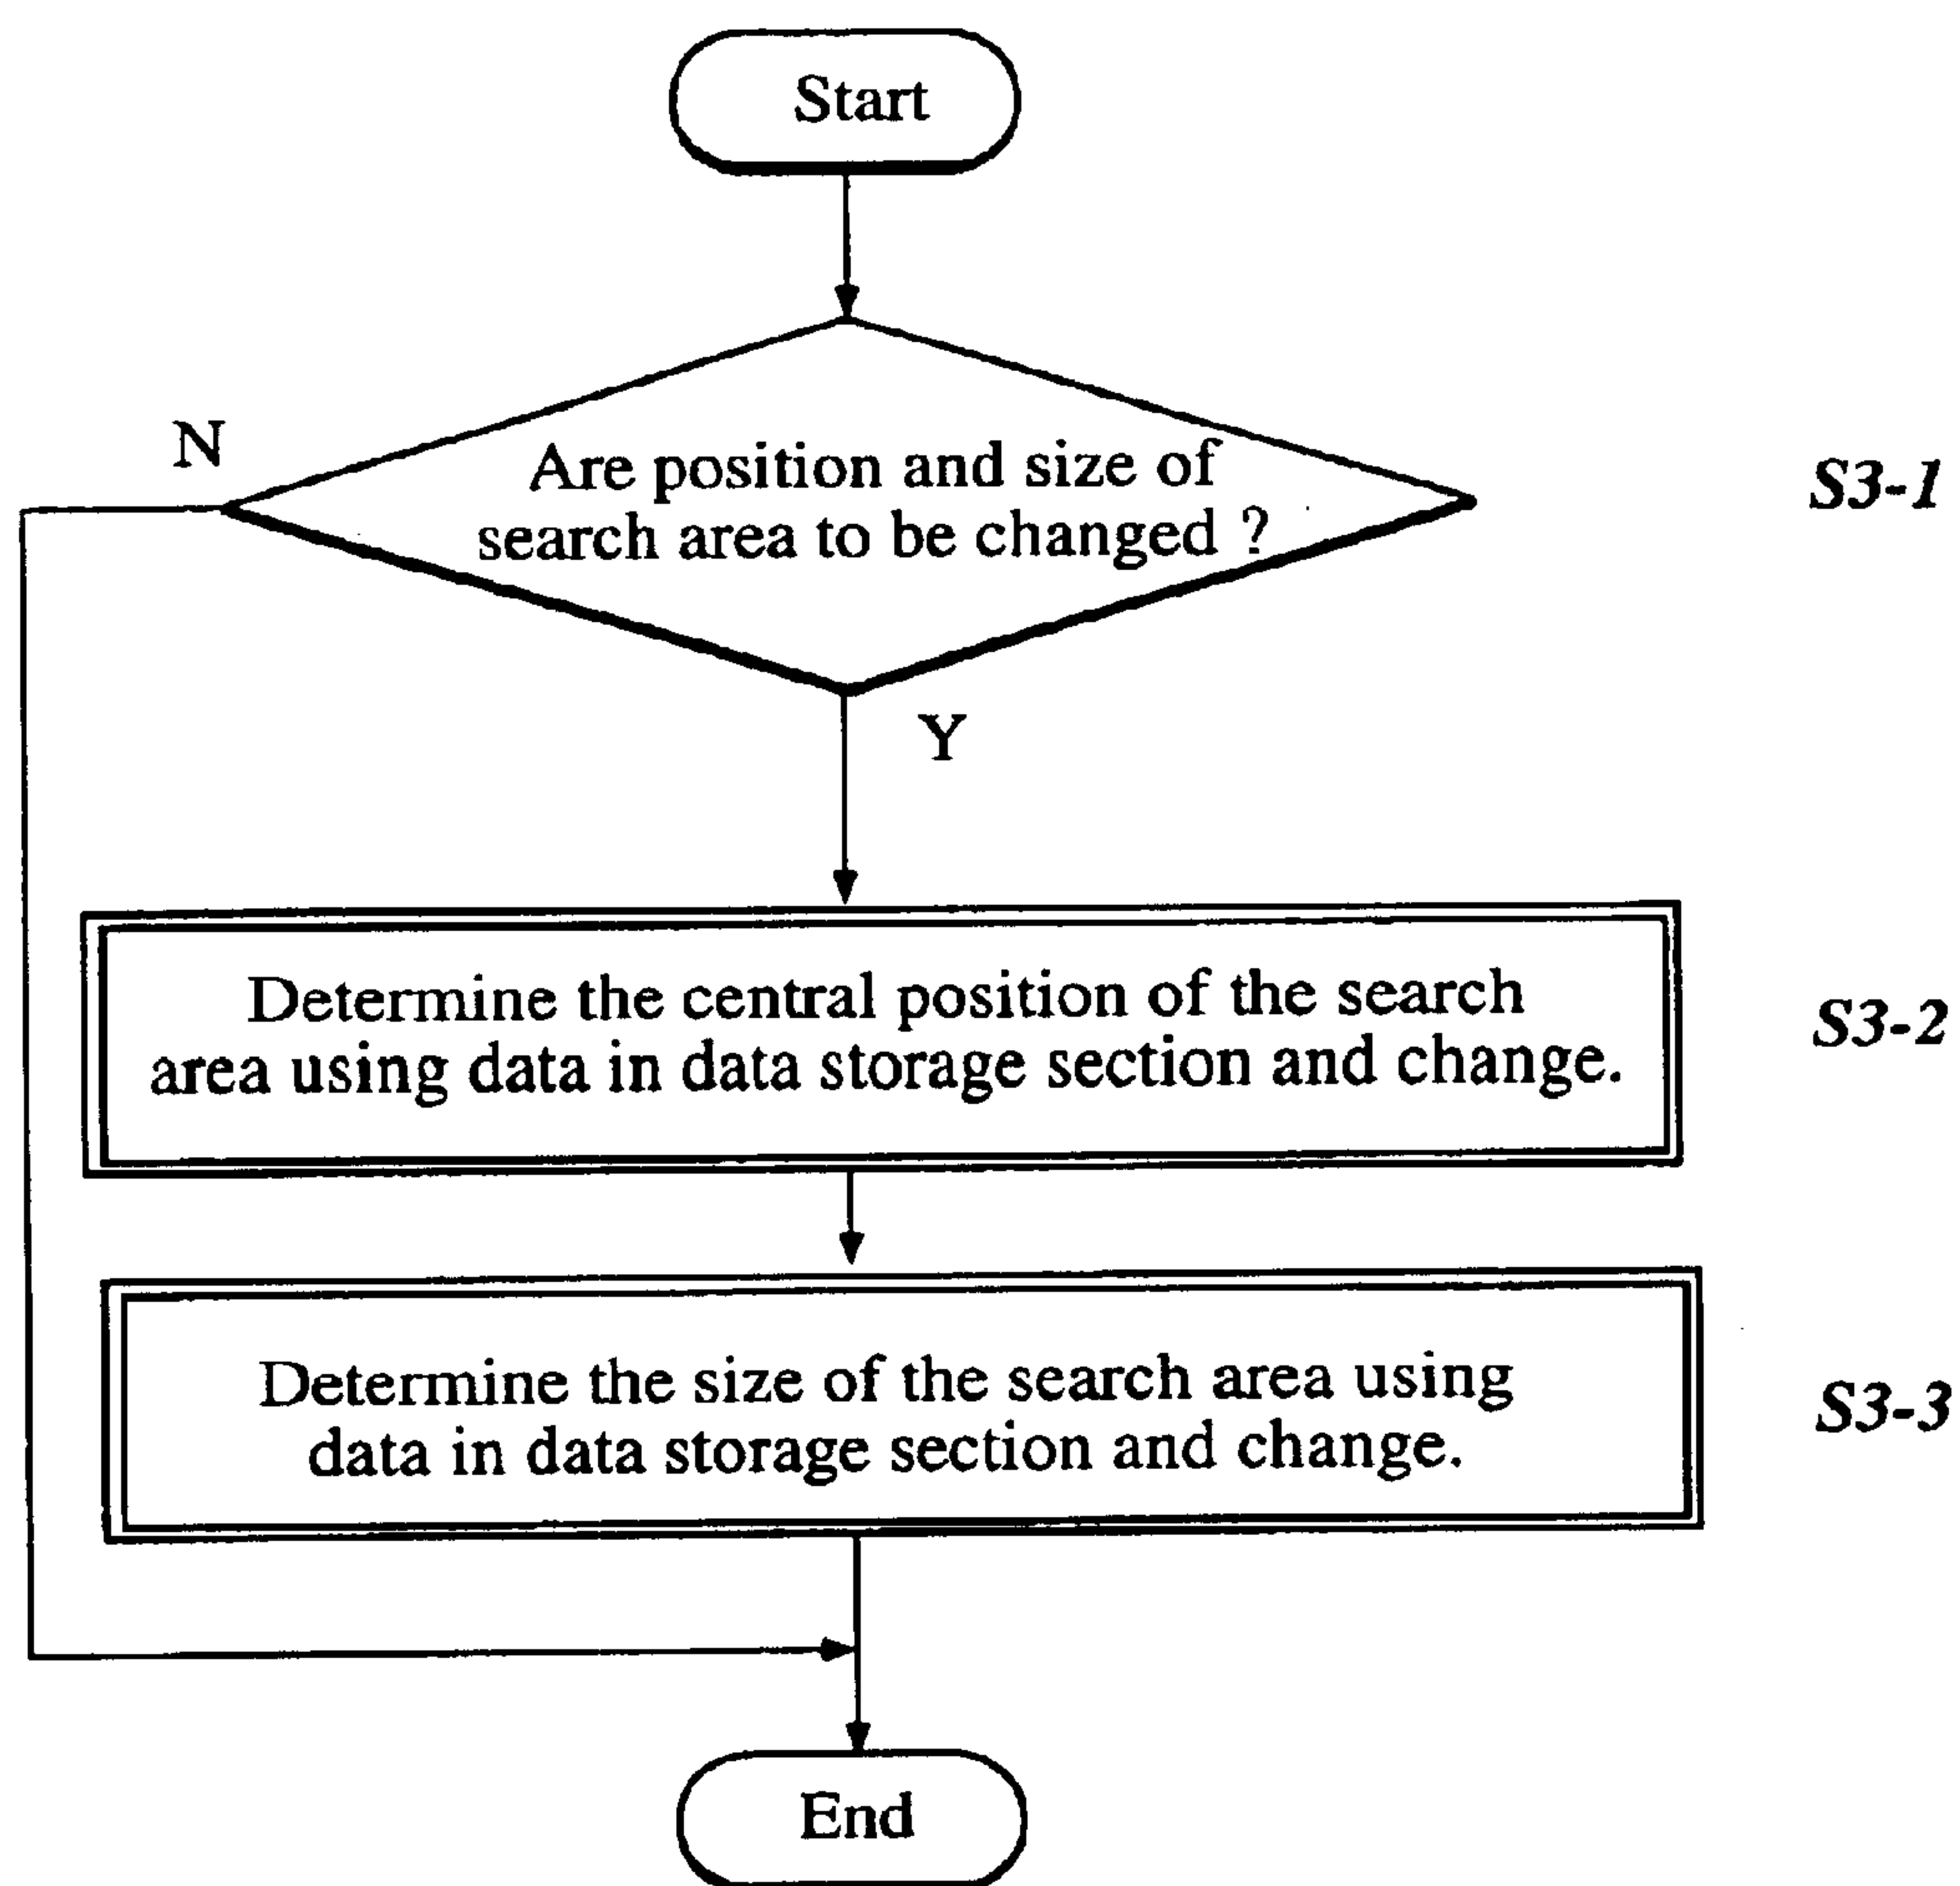 Start
N
Are position and size of
search area to be changed ?
S3-1
Y
Determine the central position of the search
area using data in data storage section and change.
S3-2
Determine the size of the search area using
data in data storage section and change.
S3-3
End